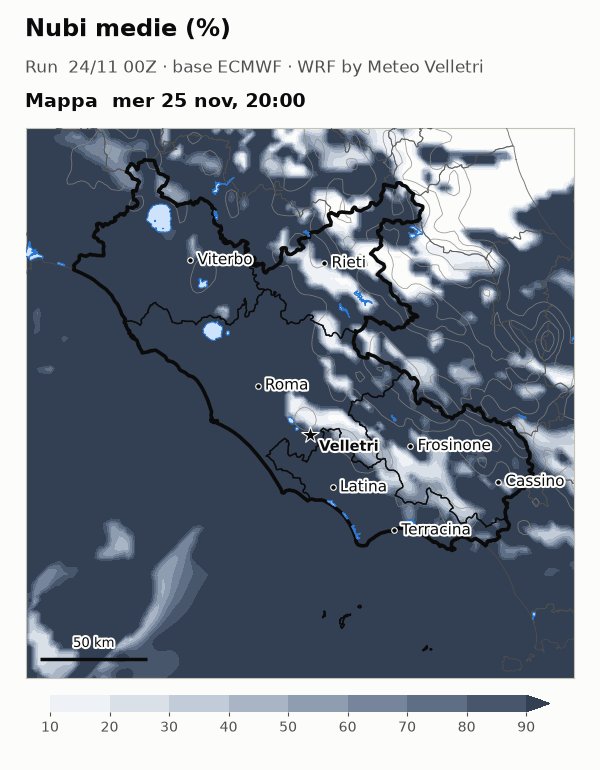 Nubi medie (%)
Run 24/11 00Z · base ECMWF · WRF by Meteo Velletri
Mappa mer 25 nov, 20:00
Viterbo
Rieti
Roma
Velletri
Frosinone
Cassino
Latina
Terracina
50 km
10 20 30 40 50 60 70 80 90